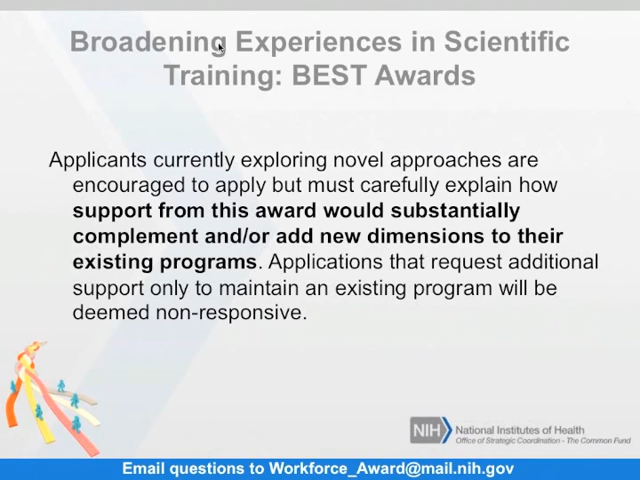 Broadening Experiences in Scientific
Training: BEST Awards
Applicants currently exploring novel approaches are
encouraged to apply but must carefully explain how
support from this award would substantially
complement and/or add new dimensions to their
existing programs. Applications that request additional
support only to maintain an existing program will be
deemed non-responsive.
NIH National Institutes of Health
Office of Strategic Coordination - The Common Fund
Email questions to Workforce_Award@mail.nih.gov